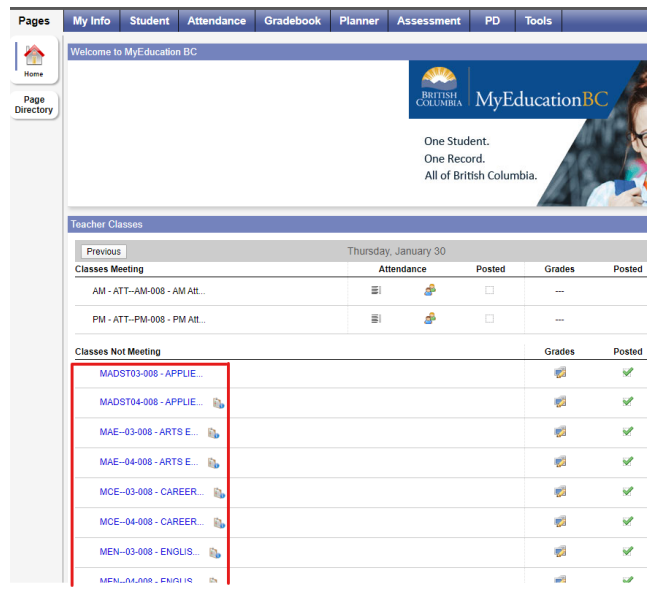 Pages My Info Student Attendance Gradebook Planner Assessment PD Tools
Home
Page
Directory
Welcome to MyEducation BC
BRITISH
COLUMBIA
MyEducationBC
One Student.
One Record.
All of British Columbia.
Teacher Classes
Previous Thursday, January 30
Classes Meeting Attendance Posted Grades Posted
AM - ATT--AM-008 - AM Att... ---
PM - ATT--PM-008 - PM Att... ---
Classes Not Meeting Grades Posted
MADST03-008 - APPLIE...
MADST04-008 - APPLIE...
MAE--03-008 - ARTS E...
MAE--04-008 - ARTS E...
MCE--03-008 - CAREER...
MCE--04-008 - CAREER...
MEN--03-008 - ENGLIS...
MEN--04-008 - ENGLIS...